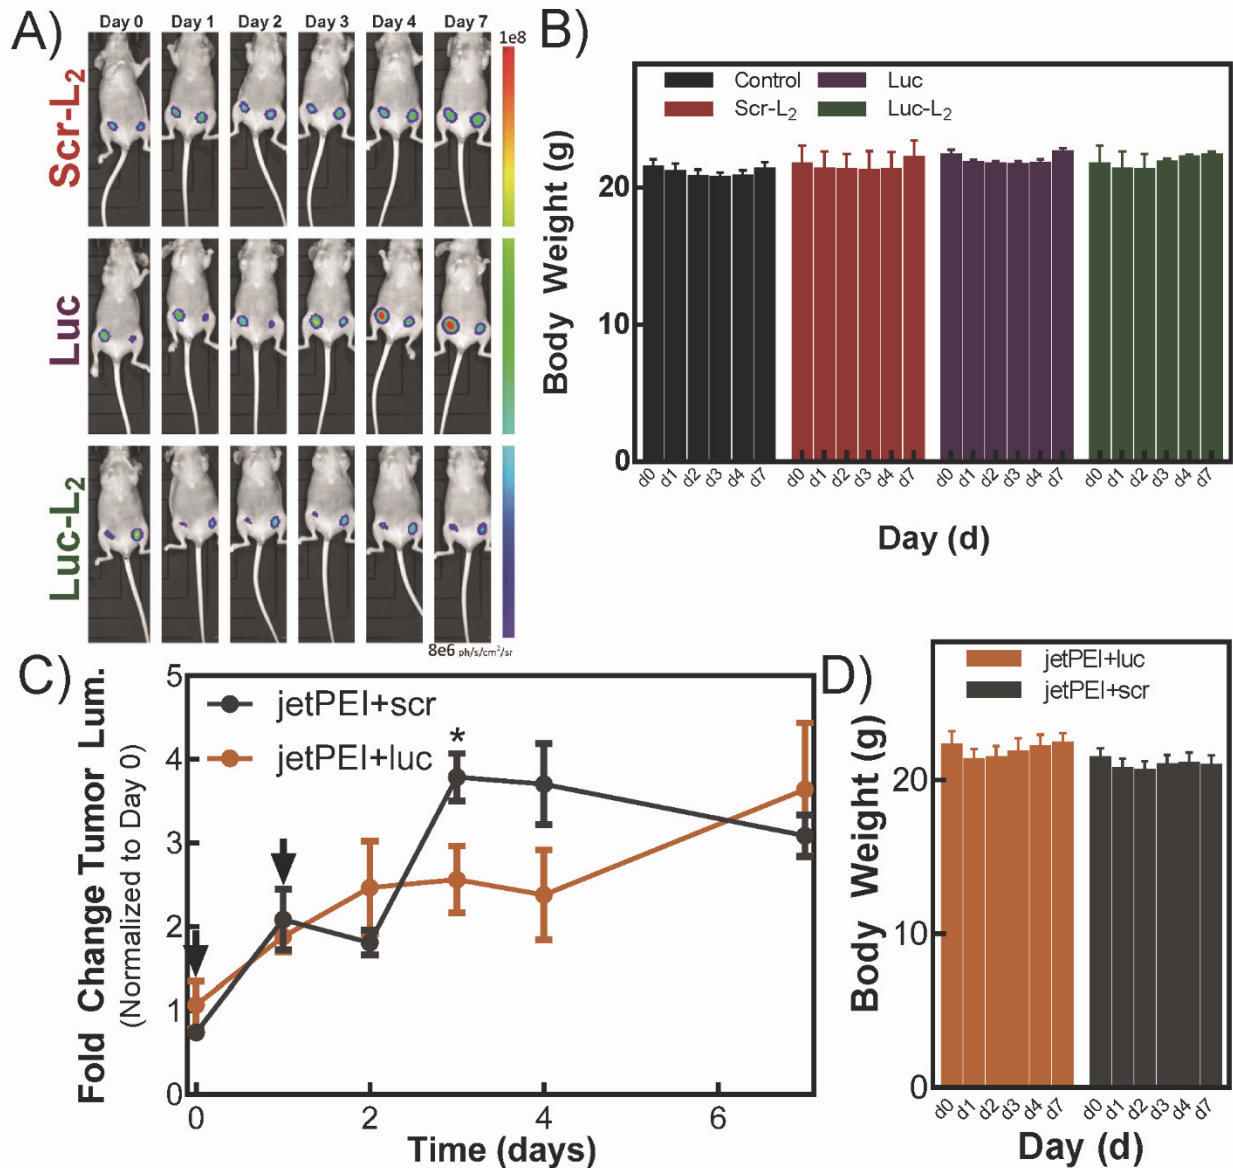 A)
Day 0 Day 1 Day 2 Day 3 Day 4 Day 7
1e8
Scr-L2
Luc
Luc-L2
8e6 ph/s/cm²/sr
B)
Control
Scr-L2
Luc
Luc-L2
Body Weight (g)
20
10
0
d0 d1 d2 d3 d4 d7 d0 d1 d2 d3 d4 d7 d0 d1 d2 d3 d4 d7 d0 d1 d2 d3 d4 d7
Day (d)
C)
Fold Change Tumor Lum.
(Normalized to Day 0)
jetPEI+scr
jetPEI+luc
*
5
4
3
2
1
0
0 2 4 6
Time (days)
D)
jetPEI+luc
jetPEI+scr
Body Weight (g)
20
10
0
d0 d1 d2 d3 d4 d7 d0 d1 d2 d3 d4 d7
Day (d)